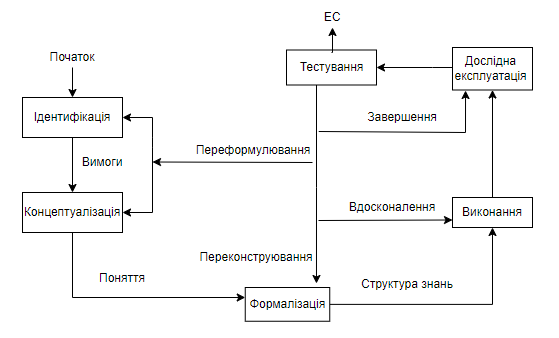 ЕС
Початок
Тестування
Дослідна
експлуатація
Ідентифікація
Завершення
Переформулювання
Вимоги
Концептуалізація
Вдосконалення
Виконання
Переконструювання
Поняття
Структура знань
Формалізація